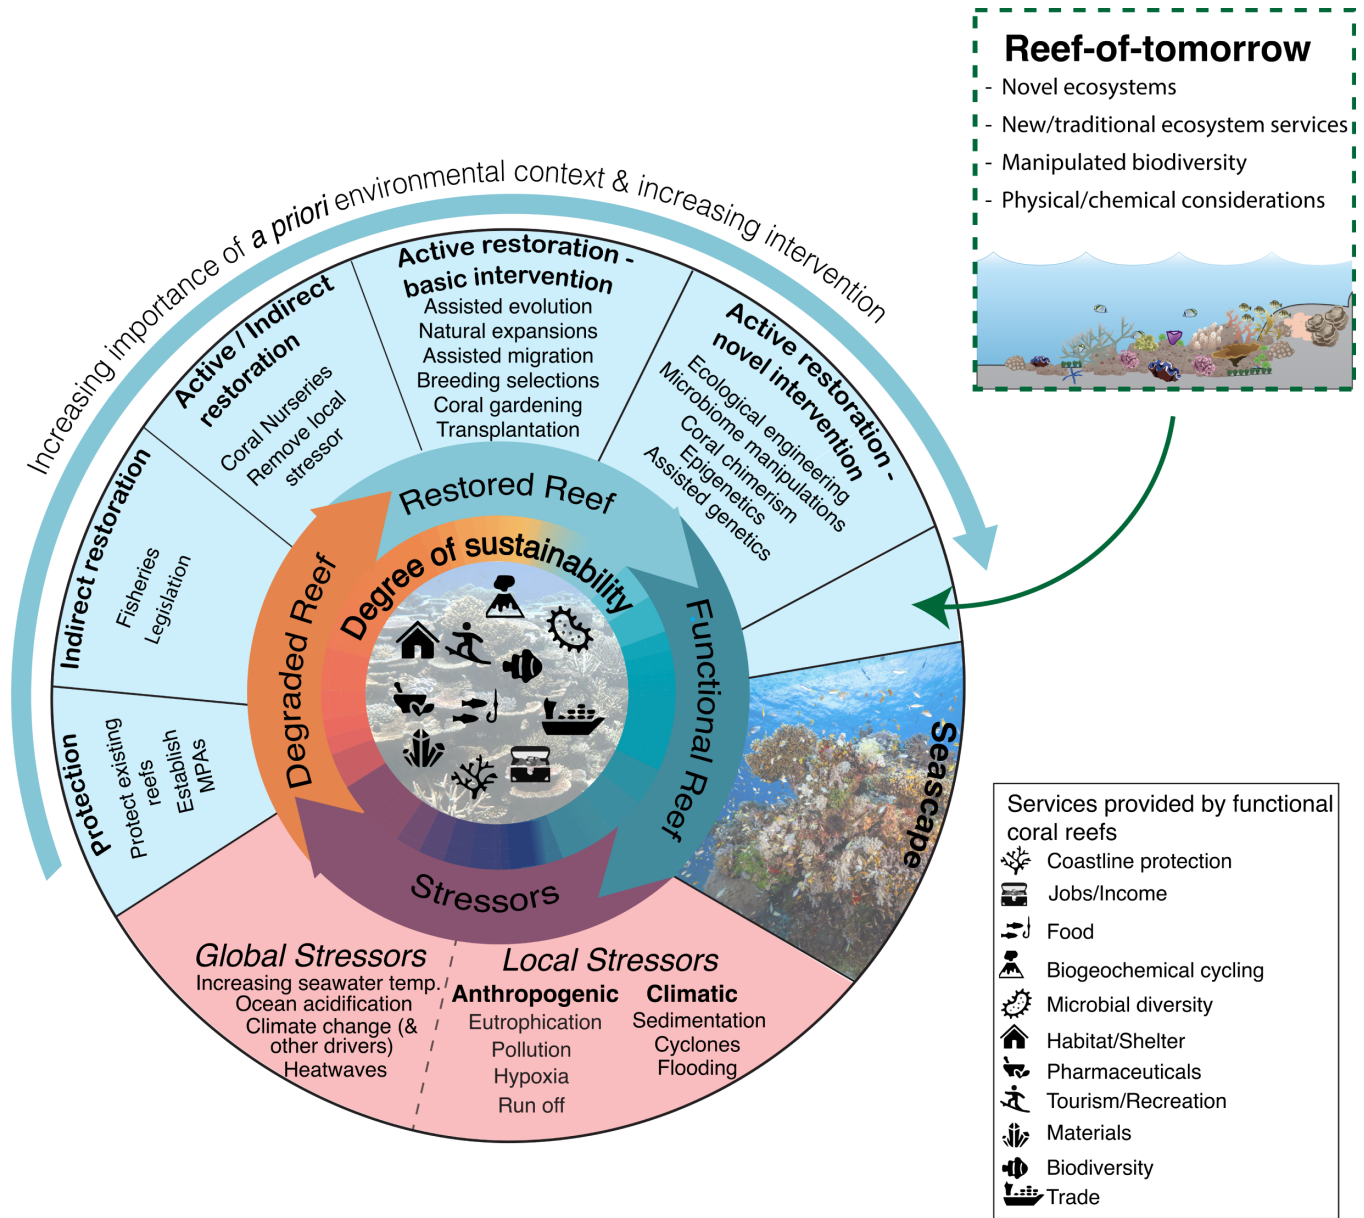 Reef-of-tomorrow
- Novel ecosystems
- New/traditional ecosystem services
- Manipulated biodiversity
- Physical/chemical considerations
Increasing importance of a priori environmental context & increasing intervention
Protection
Protect existing
reefs
Establish
MPAs
Indirect restoration
Fisheries
Legislation
Active / Indirect
restoration
Coral Nurseries
Remove local
stressor
Active restoration -
basic intervention
Assisted evolution
Natural expansions
Assisted migration
Breeding selections
Coral gardening
Transplantation
Active restoration -
novel intervention
Ecological engineering
Microbiome manipulations
Coral chimerism
Epigenetics
Assisted genetics
Seascape
Restored Reef
Functional Reef
Stressors
Degraded Reef
Degree of sustainability
Global Stressors
Increasing seawater temp.
Ocean acidification
Climate change (&
other drivers)
Heatwaves
Local Stressors
Anthropogenic
Eutrophication
Pollution
Hypoxia
Run off
Climatic
Sedimentation
Cyclones
Flooding
Services provided by functional
coral reefs
Coastline protection
Jobs/Income
Food
Biogeochemical cycling
Microbial diversity
Habitat/Shelter
Pharmaceuticals
Tourism/Recreation
Materials
Biodiversity
Trade